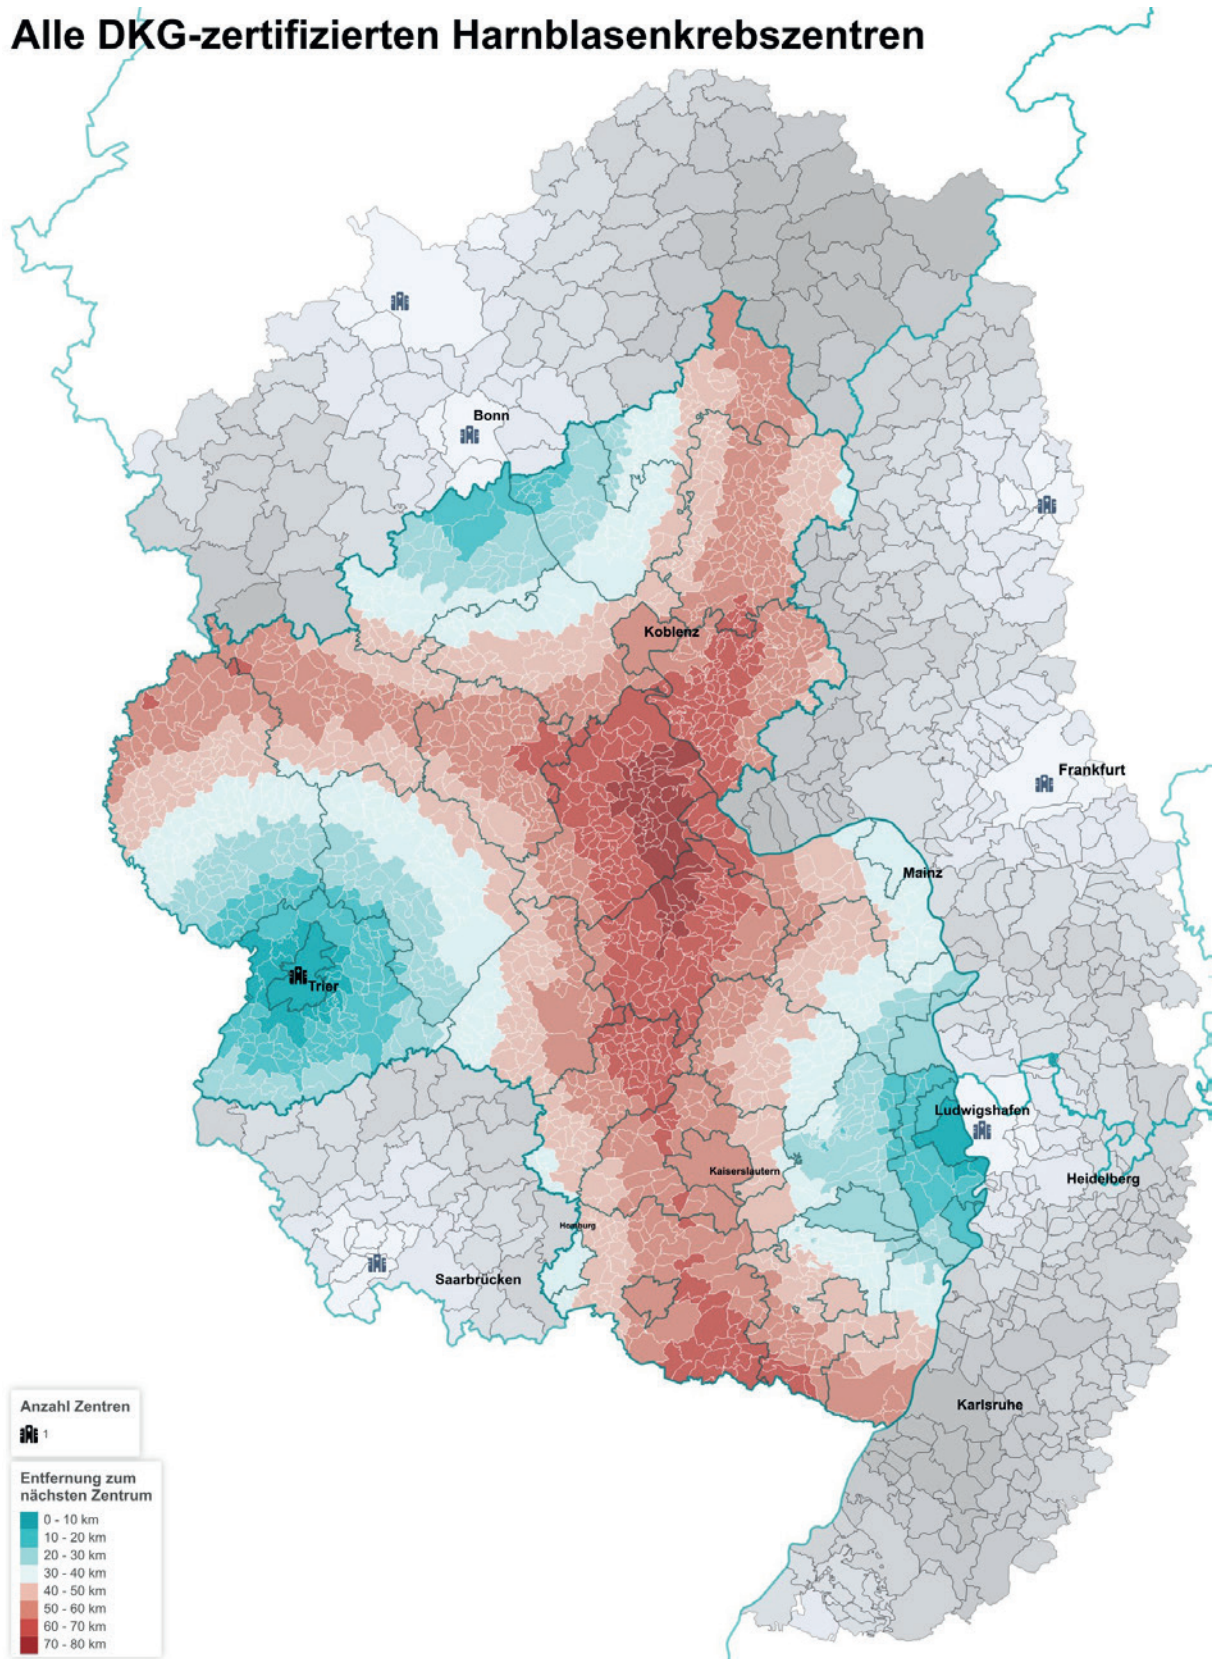 Alle DKG-zertifizierten Harnblasenkrebszentren
Bonn
Koblenz
Frankfurt
Mainz
Trier
Ludwigshafen
Kaiserslautern
Heidelberg
Homburg
Saarbrücken
Karlsruhe
Anzahl Zentren
1
Entfernung zum
nächsten Zentrum
0 - 10 km
10 - 20 km
20 - 30 km
30 - 40 km
40 - 50 km
50 - 60 km
60 - 70 km
70 - 80 km